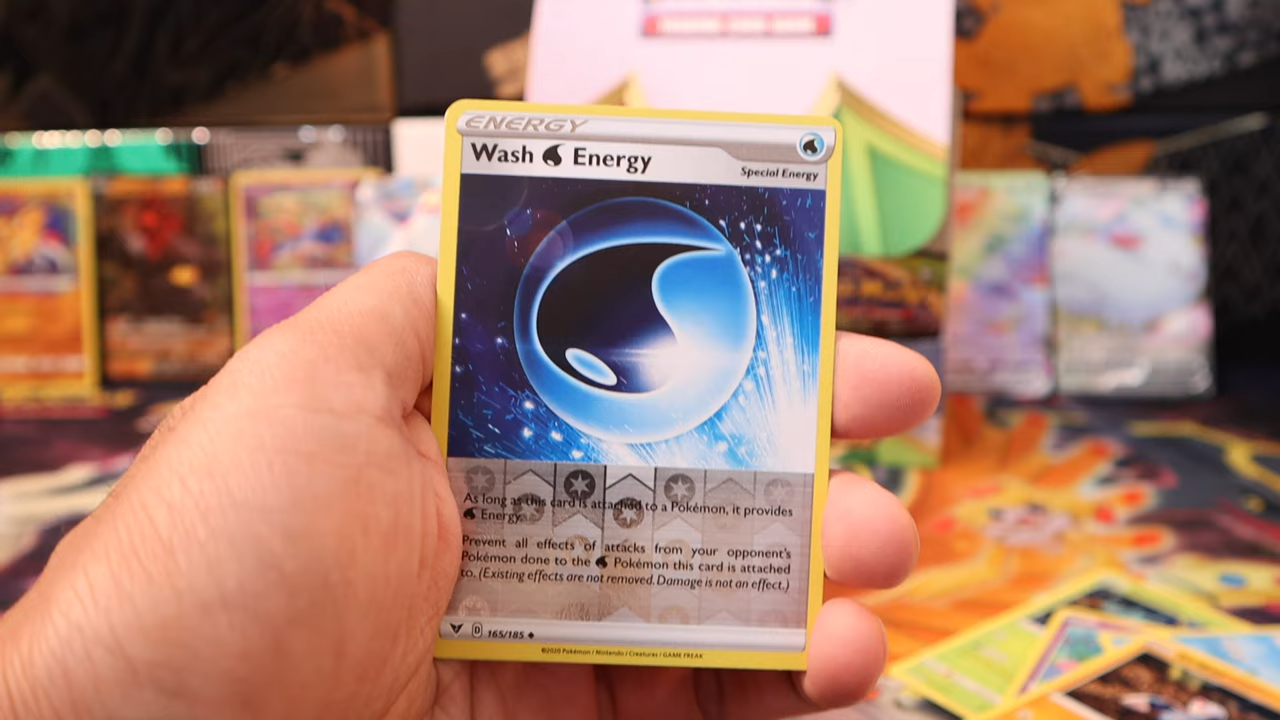 ENERGY
Wash Energy
Special Energy
As long as this card is attached to a Pokémon, it provides
Energy.
Prevent all effects of attacks from your opponent's
Pokémon done to the Pokémon this card is attached
to. (Existing effects are not removed. Damage is not an effect.)
D 165/185
©2020 Pokémon / Nintendo / Creatures / GAME FREAK